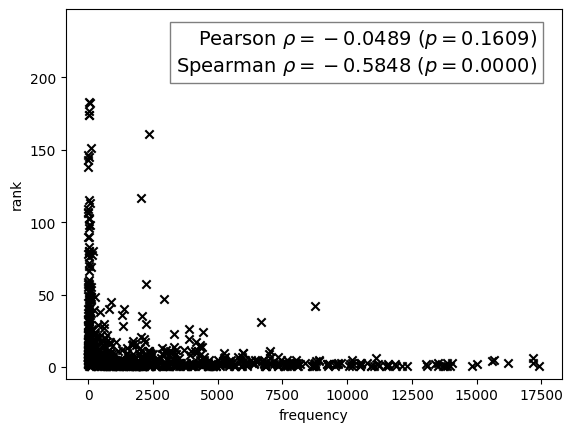 Pearson ρ = − 0.0489 (p = 0.1609)
Spearman ρ = − 0.5848 (p = 0.0000)
200
150
100
50
0
rank
0 2500 5000 7500 10000 12500 15000 17500
frequency